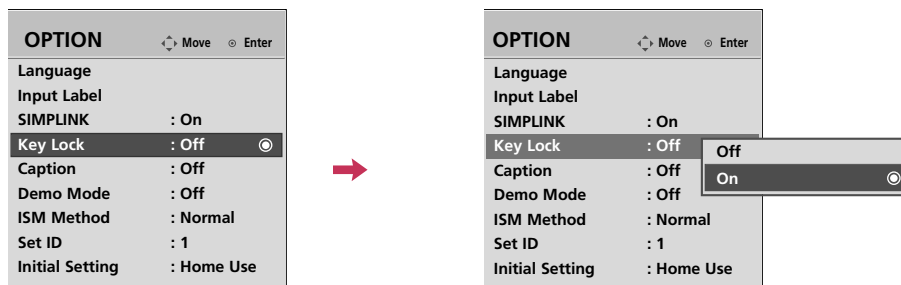 OPTION Move Enter
Language
Input Label
SIMPLINK : On
Key Lock : Off
Caption : Off
Demo Mode : Off
ISM Method : Normal
Set ID : 1
Initial Setting : Home Use
OPTION Move Enter
Language
Input Label
SIMPLINK : On
Key Lock : Off
Caption : Off
Demo Mode : Off
ISM Method : Normal
Set ID : 1
Initial Setting : Home Use
Off
On